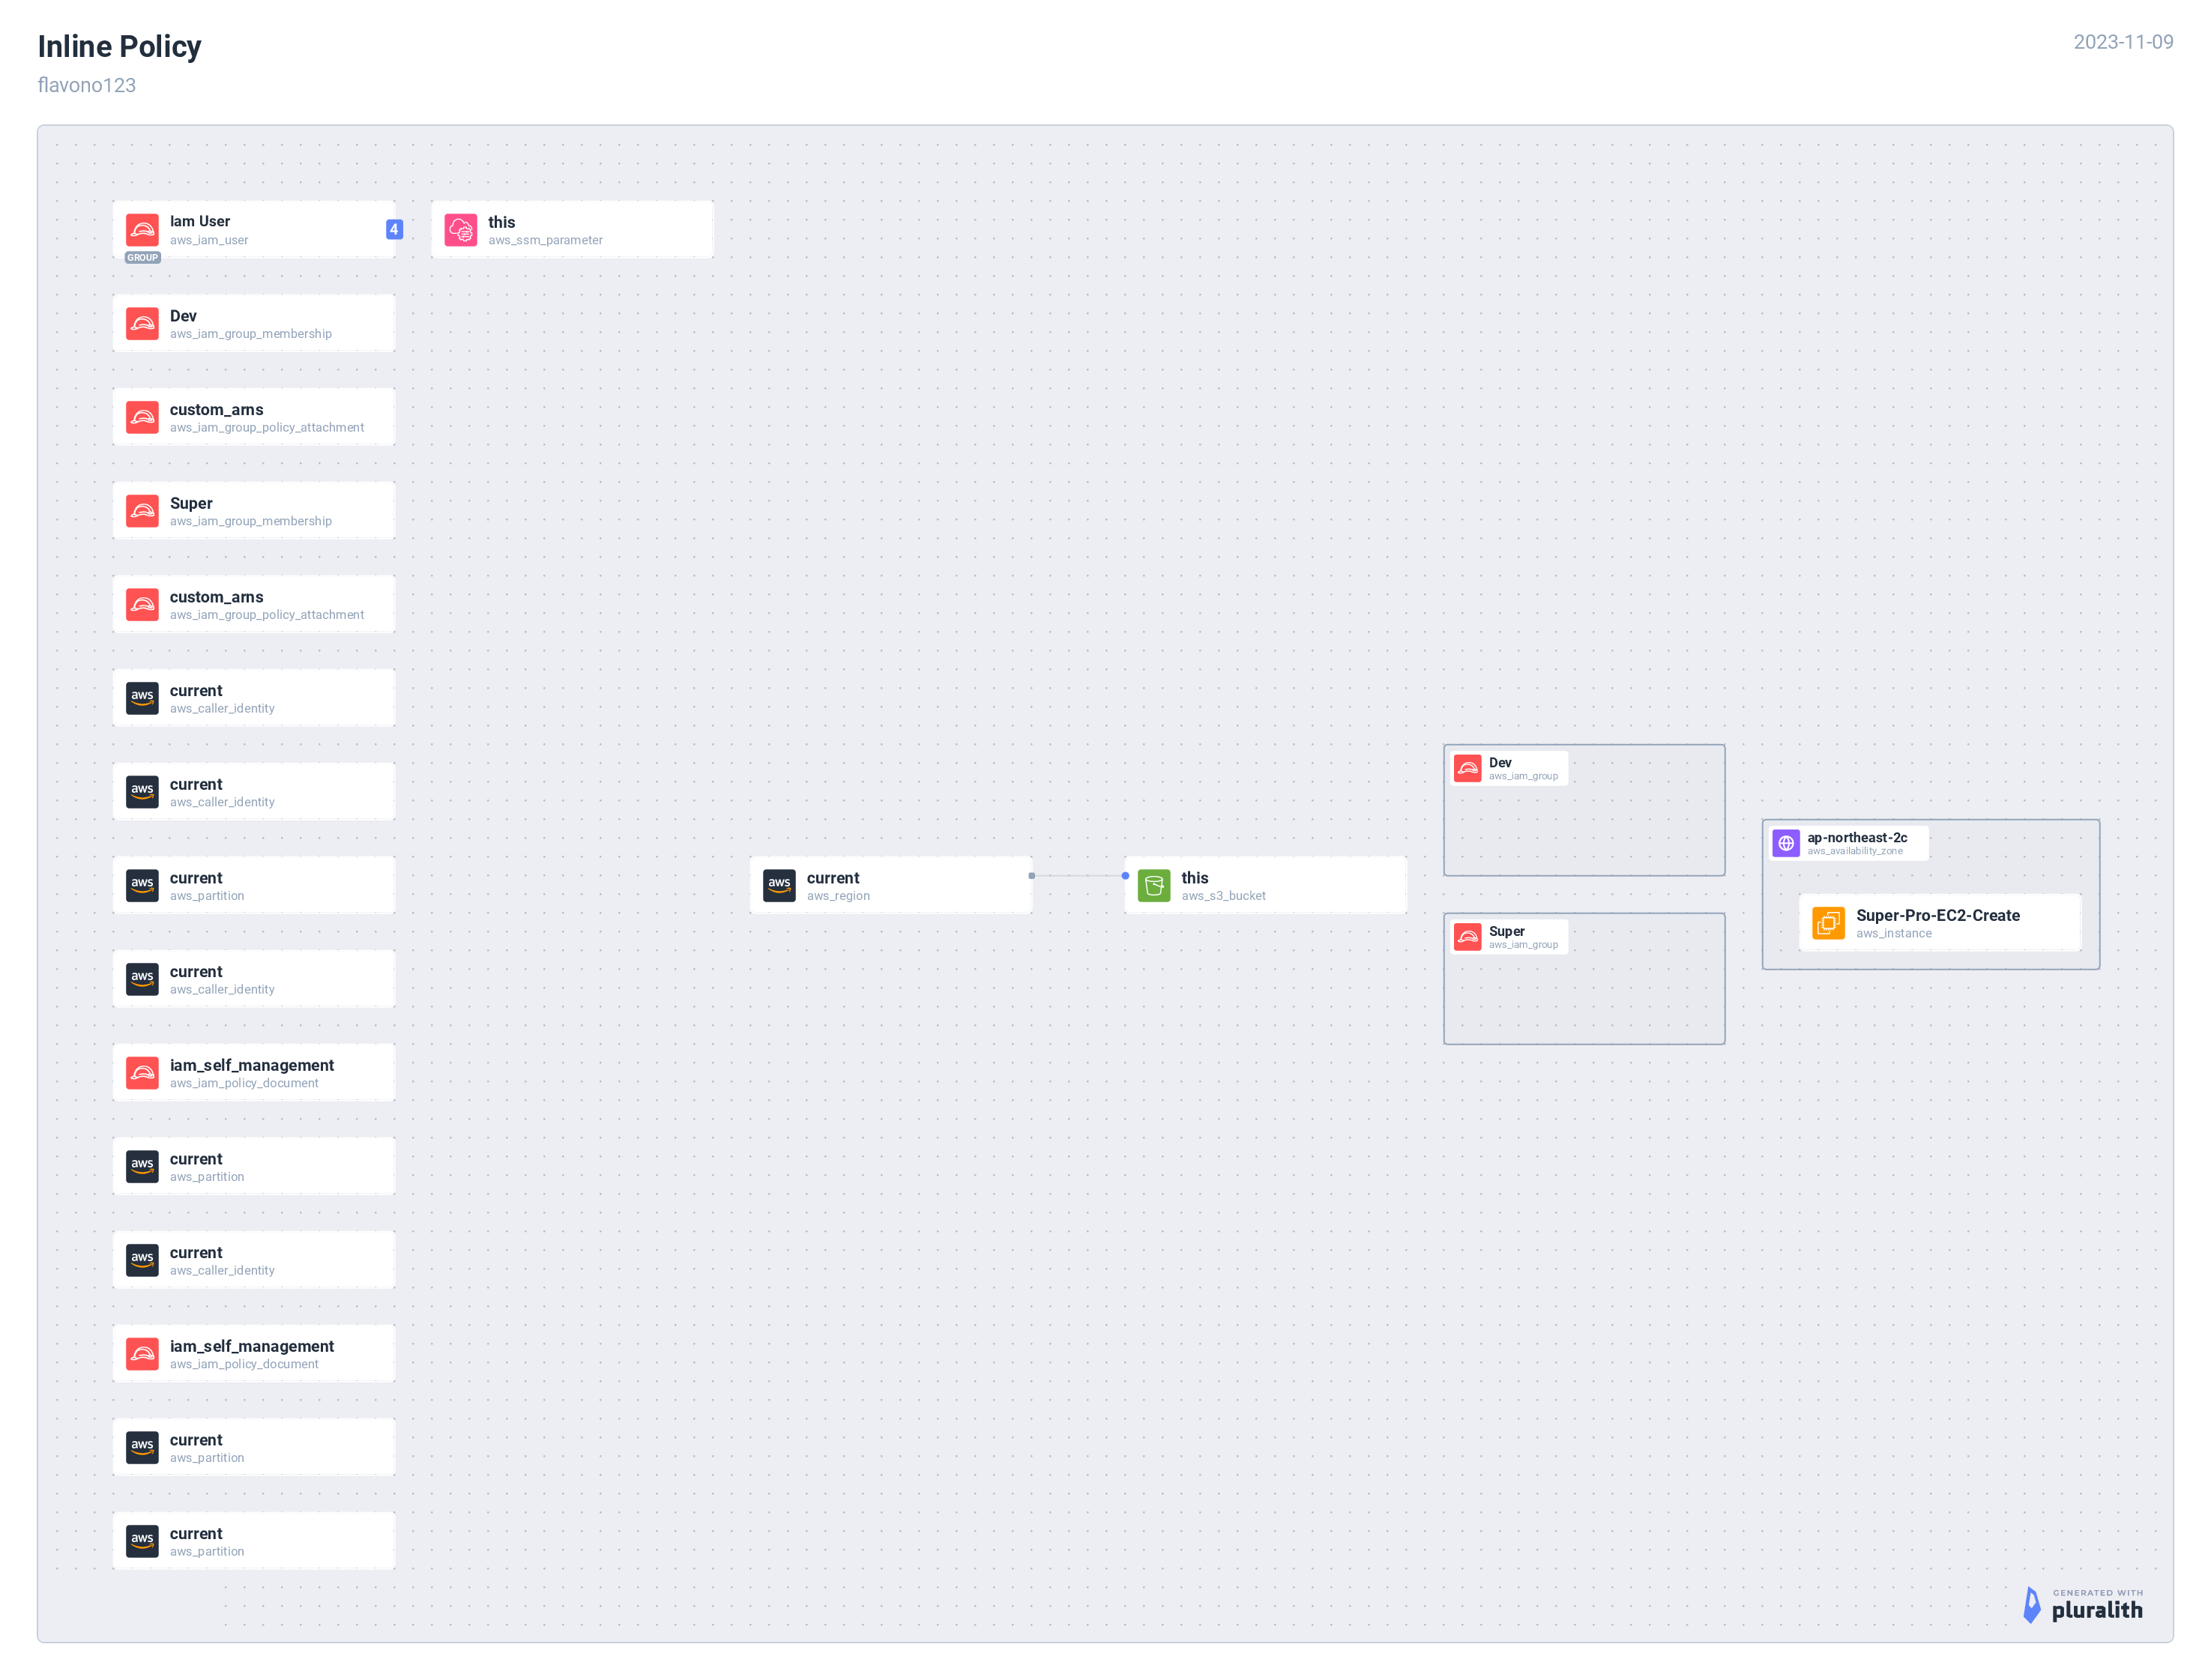 Inline Policy
2023-11-09
flavono123
Iam User
aws_iam_user
4
GROUP
this
aws_ssm_parameter
Dev
aws_iam_group_membership
custom_arns
aws_iam_group_policy_attachment
Super
aws_iam_group_membership
custom_arns
aws_iam_group_policy_attachment
aws
current
aws_caller_identity
aws
current
aws_caller_identity
aws
current
aws_partition
aws
current
aws_caller_identity
iam_self_management
aws_iam_policy_document
aws
current
aws_partition
aws
current
aws_caller_identity
iam_self_management
aws_iam_policy_document
aws
current
aws_partition
aws
current
aws_partition
aws
current
aws_region
this
aws_s3_bucket
Dev
aws_iam_group
Super
aws_iam_group
ap-northeast-2c
aws_availability_zone
Super-Pro-EC2-Create
aws_instance
GENERATED WITH
pluralith